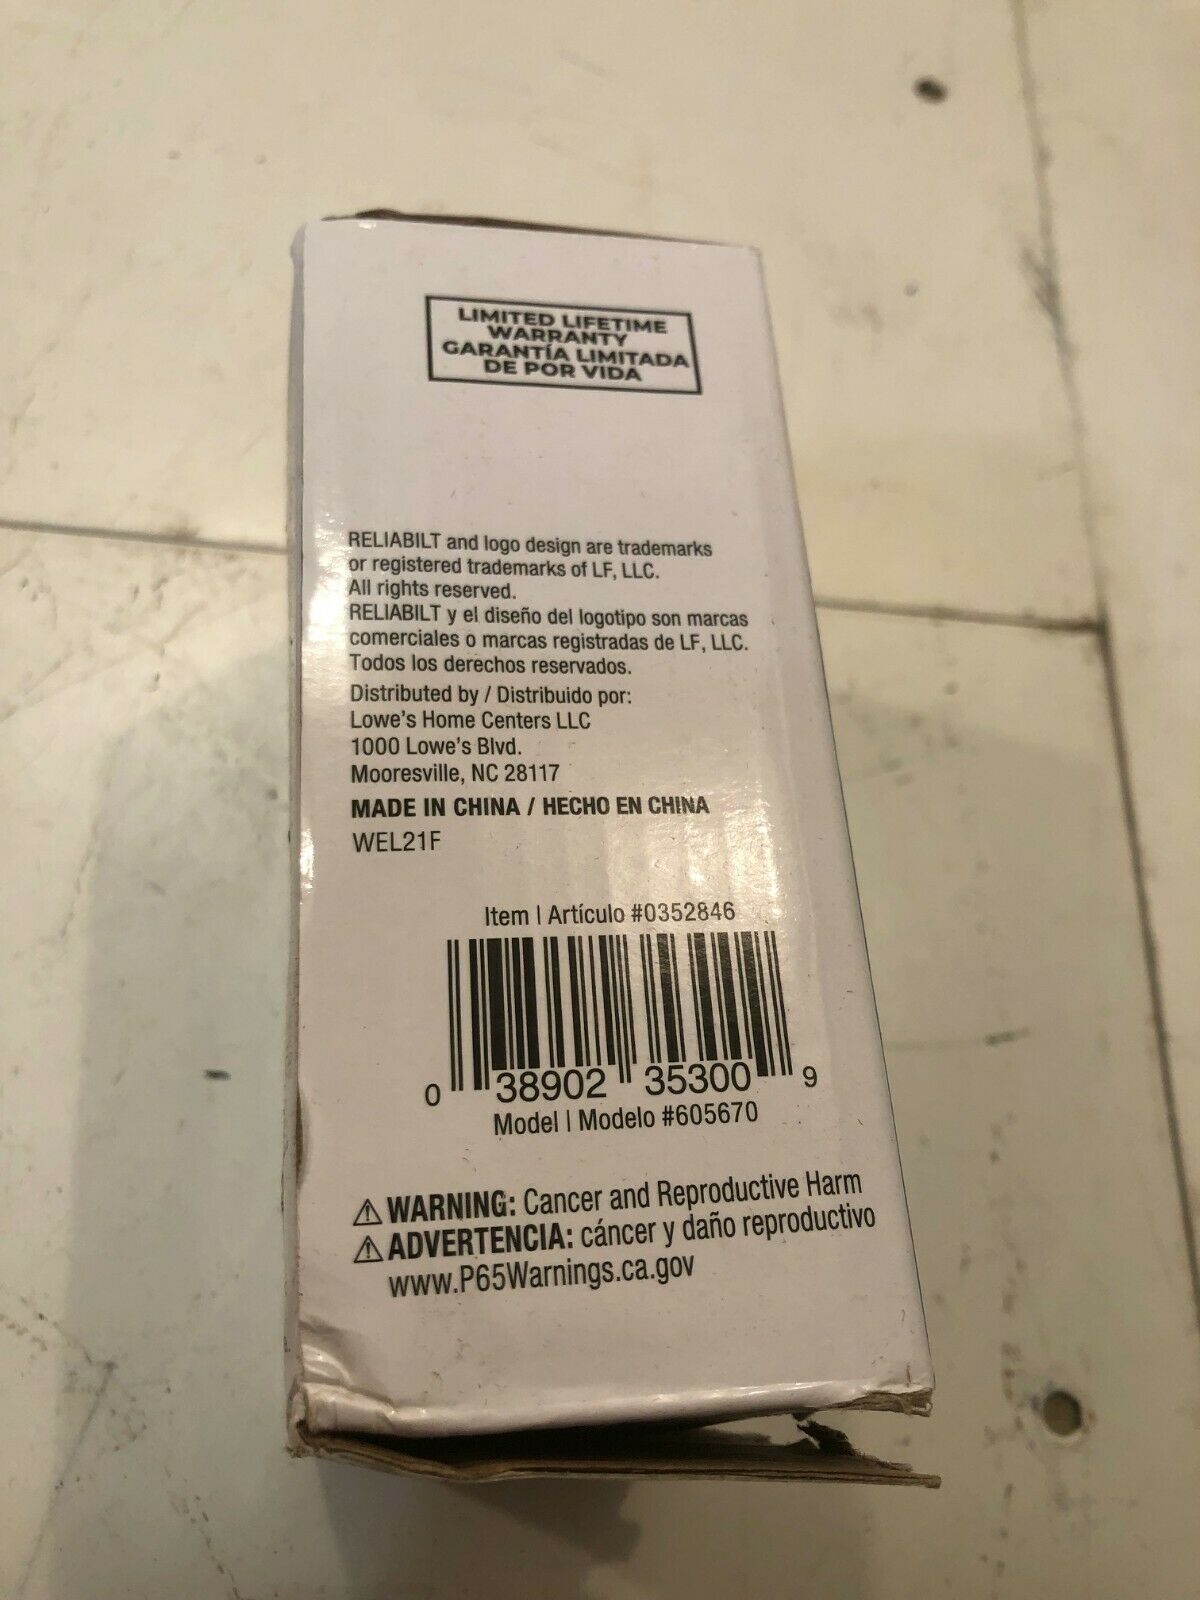 LIMITED LIFETIME
WARRANTY
GARANTÍA LIMITADA
DE POR VIDA
RELIABILT and logo design are trademarks
or registered trademarks of LF, LLC.
All rights reserved.
RELIABILT y el diseño del logotipo son marcas
comerciales o marcas registradas de LF, LLC.
Todos los derechos reservados.
Distributed by / Distribuido por:
Lowe's Home Centers LLC
1000 Lowe's Blvd.
Mooresville, NC 28117
MADE IN CHINA / HECHO EN CHINA
WEL21F
Item | Artículo #0352846
0 38902 35300 9
Model | Modelo #605670
⚠ WARNING: Cancer and Reproductive Harm
⚠ ADVERTENCIA: cáncer y daño reproductivo
www.P65Warnings.ca.gov